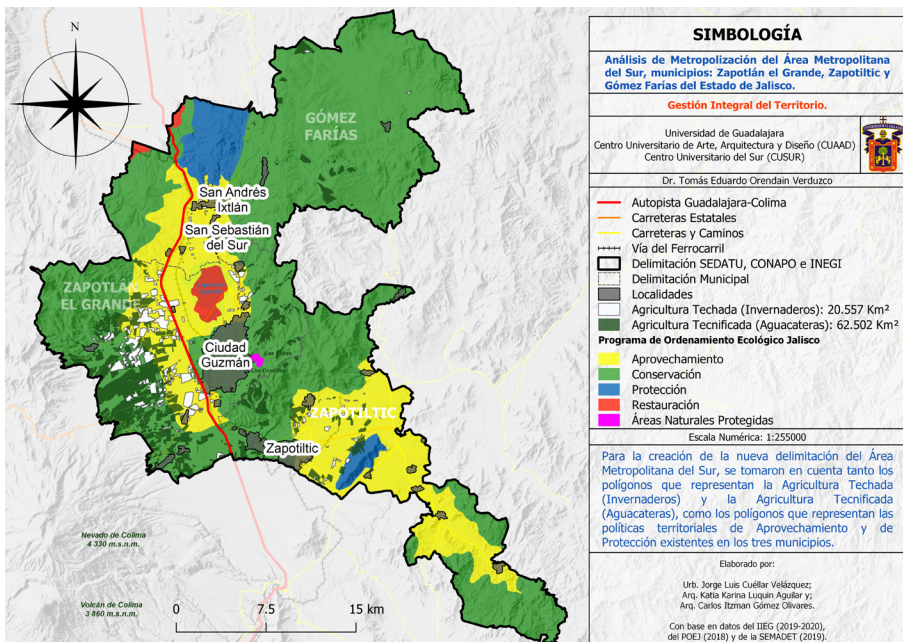 N
GÓMEZ
FARÍAS
San Andrés
Ixtlán
San Sebastián
del Sur
ZAPOTLÁN
EL GRANDE
Ciudad
Guzmán
ZAPOTILTIC
Zapotiltic
Nevado de Colima
4 330 m.s.n.m.
Volcán de Colima
3 860 m.s.n.m.
0 7.5 15 km
SIMBOLOGÍA
Análisis de Metropolización del Área Metropolitana
del Sur, municipios: Zapotlán el Grande, Zapotiltic y
Gómez Farías del Estado de Jalisco.
Gestión Integral del Territorio.
Universidad de Guadalajara
Centro Universitario de Arte, Arquitectura y Diseño (CUAAD)
Centro Universitario del Sur (CUSUR)
Dr. Tomás Eduardo Orendain Verduzco
Autopista Guadalajara-Colima
Carreteras Estatales
Carreteras y Caminos
Vía del Ferrocarril
Delimitación SEDATU, CONAPO e INEGI
Delimitación Municipal
Localidades
Agricultura Techada (Invernaderos): 20.557 Km²
Agricultura Tecnificada (Aguacateras): 62.502 Km²
Programa de Ordenamiento Ecológico Jalisco
Aprovechamiento
Conservación
Protección
Restauración
Áreas Naturales Protegidas
Escala Numérica: 1:255000
Para la creación de la nueva delimitación del Área
Metropolitana del Sur, se tomaron en cuenta tanto los
polígonos que representan la Agricultura Techada
(Invernaderos) y la Agricultura Tecnificada
(Aguacateras), como los polígonos que representan las
políticas territoriales de Aprovechamiento y de
Protección existentes en los tres municipios.
Elaborado por:
Urb. Jorge Luis Cuéllar Velázquez;
Arq. Katia Karina Luquin Aguilar y;
Arq. Carlos Itzman Gómez Olivares.
Con base en datos del IIEG (2019-2020),
del POEJ (2018) y de la SEMADET (2019),